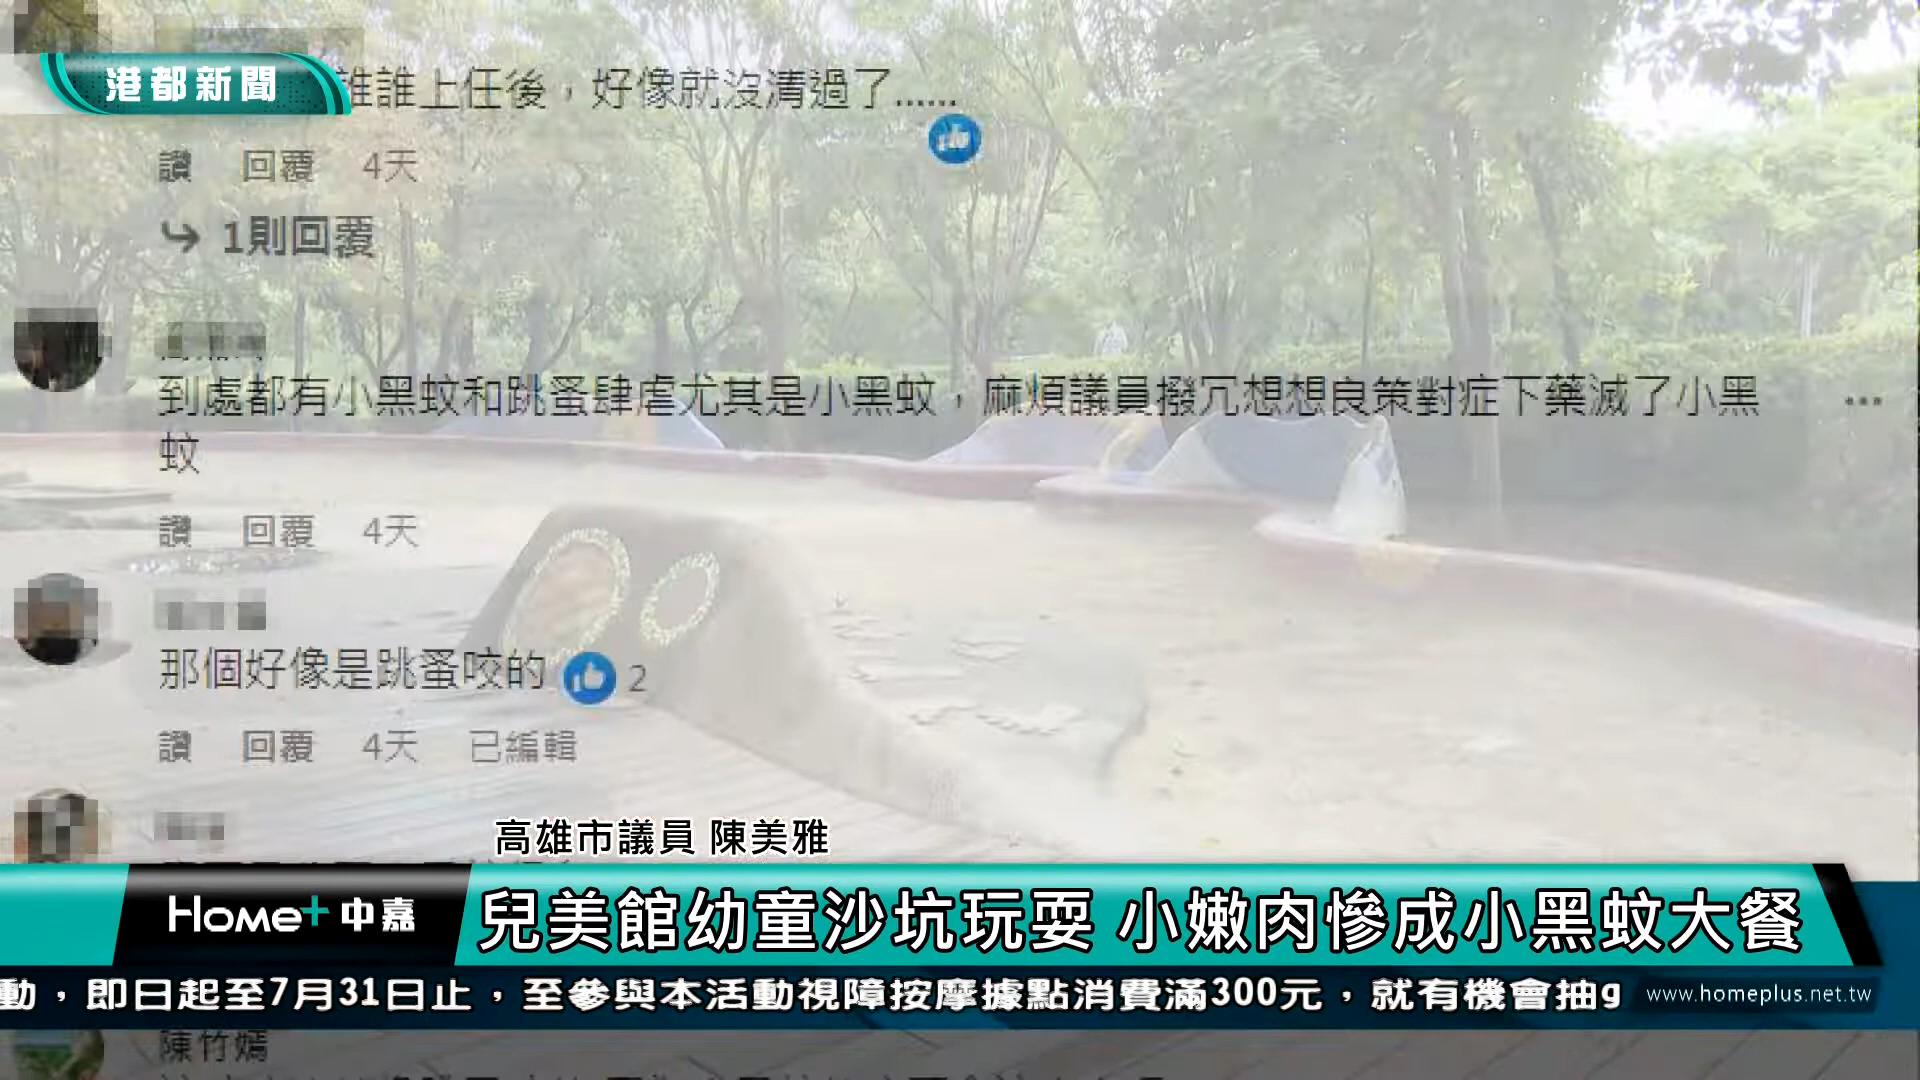 港都新聞
誰誰上任後，好像就沒清過了......
讚 回覆 4天
1則回覆
到處都有小黑蚊和跳蚤肆虐尤其是小黑蚊，麻煩議員撥冗想想良策對症下藥滅了小黑
蚊
讚 回覆 4天
那個好像是跳蚤咬的 2
讚 回覆 4天 已編輯
高雄市議員 陳美雅
Home+中嘉
兒美館幼童沙坑玩耍 小嫩肉慘成小黑蚊大餐
動，即日起至7月31日止，至參與本活動視障按摩據點消費滿300元，就有機會抽g
www.homeplus.net.tw
陳竹嫣